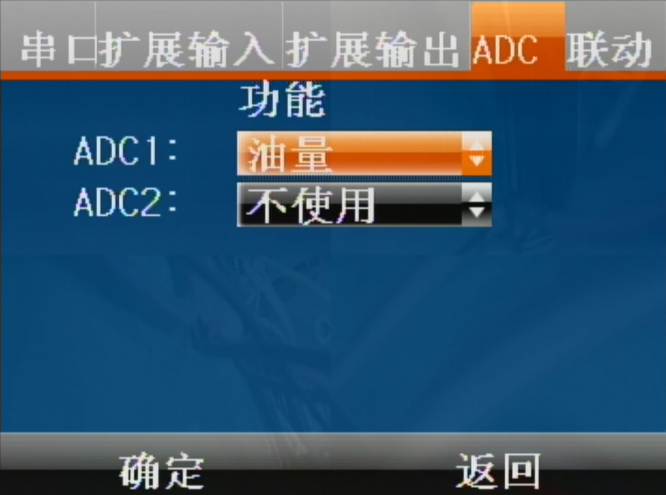 串口 扩展输入 扩展输出 ADC 联动
功能
ADC1: 油量
ADC2: 不使用
确定 返回